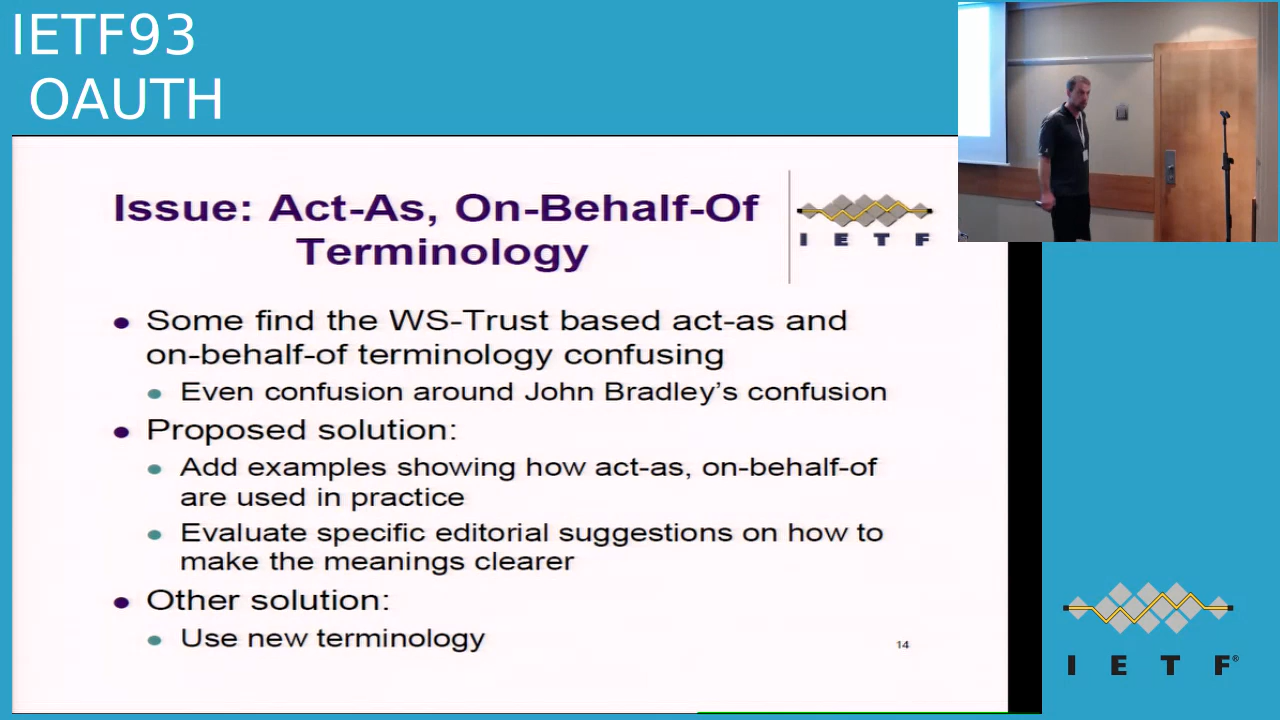 IETF93
OAUTH
Issue: Act-As, On-Behalf-Of
Terminology
I E T F
• Some find the WS-Trust based act-as and
on-behalf-of terminology confusing
• Even confusion around John Bradley’s confusion
• Proposed solution:
• Add examples showing how act-as, on-behalf-of
are used in practice
• Evaluate specific editorial suggestions on how to
make the meanings clearer
• Other solution:
• Use new terminology
14
I E T F®